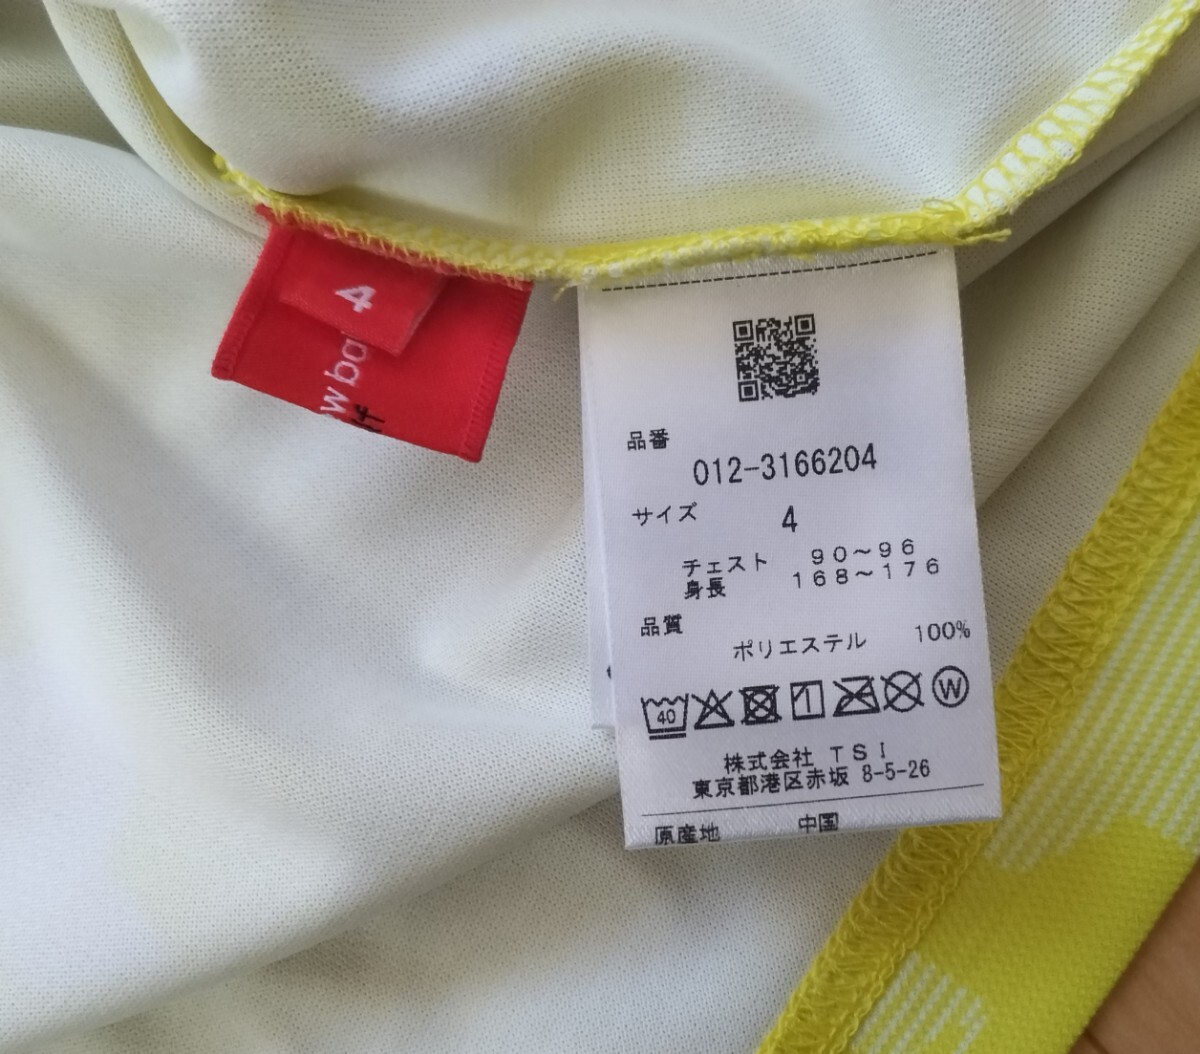 4
w ba
品番
012-3166204
サイズ 4
チェスト 90～96
身長 168～176
品質
ポリエステル 100%
40
W
株式会社 TSI
東京都港区赤坂 8-5-26
原産地 中国